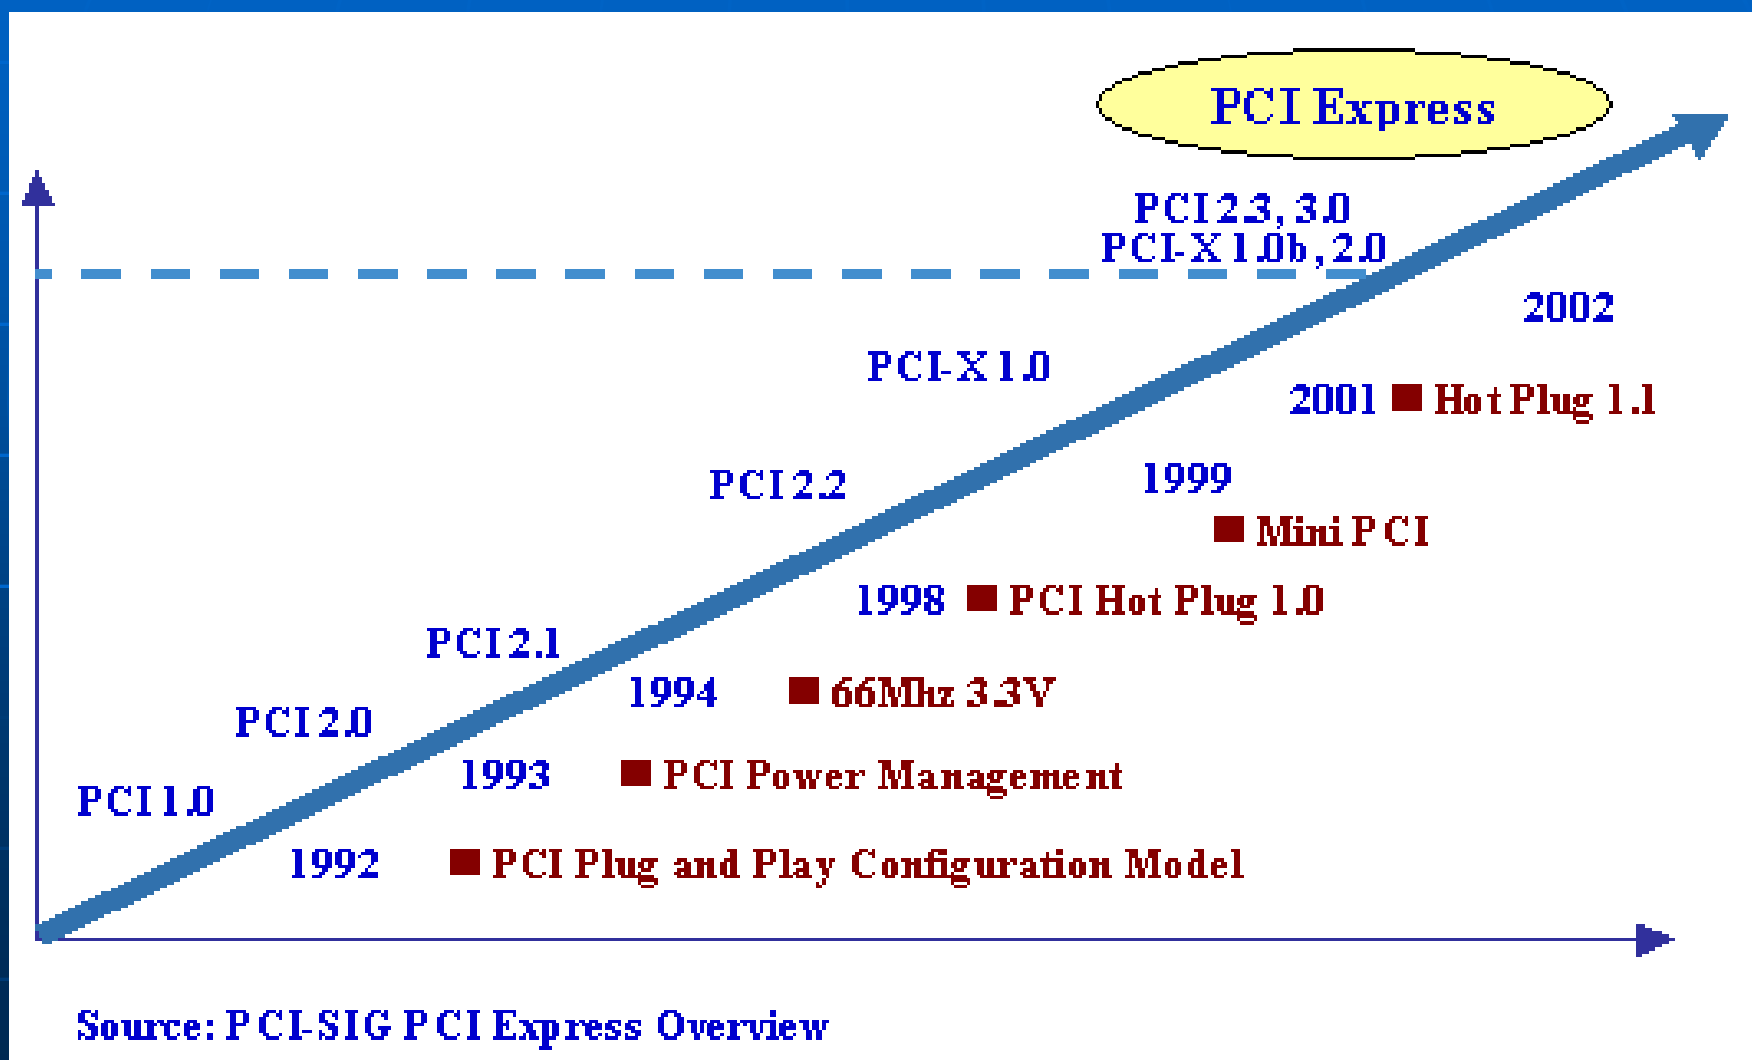 PCI Express
PCI 2.3, 3.0
PCI-X 1.0b, 2.0
2002
PCI-X 1.0
2001 Hot Plug 1.1
PCI 2.2
1999
Mini PCI
1998 PCI Hot Plug 1.0
PCI 2.1
1994 66Mhz 3.3V
PCI 2.0
1993 PCI Power Management
PCI 1.0
1992 PCI Plug and Play Configuration Model
Source: PCI-SIG PCI Express Overview